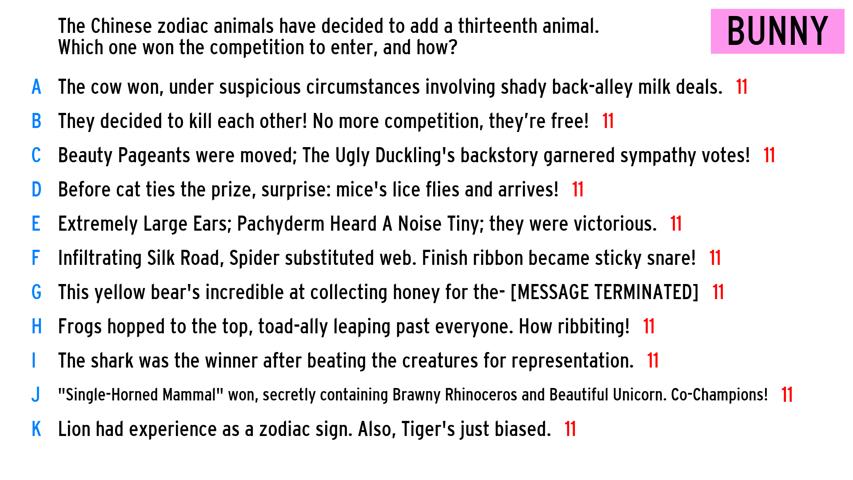 The Chinese zodiac animals have decided to add a thirteenth animal.
Which one won the competition to enter, and how?
BUNNY
A The cow won, under suspicious circumstances involving shady back-alley milk deals. 11
B They decided to kill each other! No more competition, they're free! 11
C Beauty Pageants were moved; The Ugly Duckling's backstory garnered sympathy votes! 11
D Before cat ties the prize, surprise: mice's lice flies and arrives! 11
E Extremely Large Ears; Pachyderm Heard A Noise Tiny; they were victorious. 11
F Infiltrating Silk Road, Spider substituted web. Finish ribbon became sticky snare! 11
G This yellow bear's incredible at collecting honey for the- [MESSAGE TERMINATED] 11
H Frogs hopped to the top, toad-ally leaping past everyone. How ribbiting! 11
I The shark was the winner after beating the creatures for representation. 11
J "Single-Horned Mammal" won, secretly containing Brawny Rhinoceros and Beautiful Unicorn. Co-Champions! 11
K Lion had experience as a zodiac sign. Also, Tiger's just biased. 11